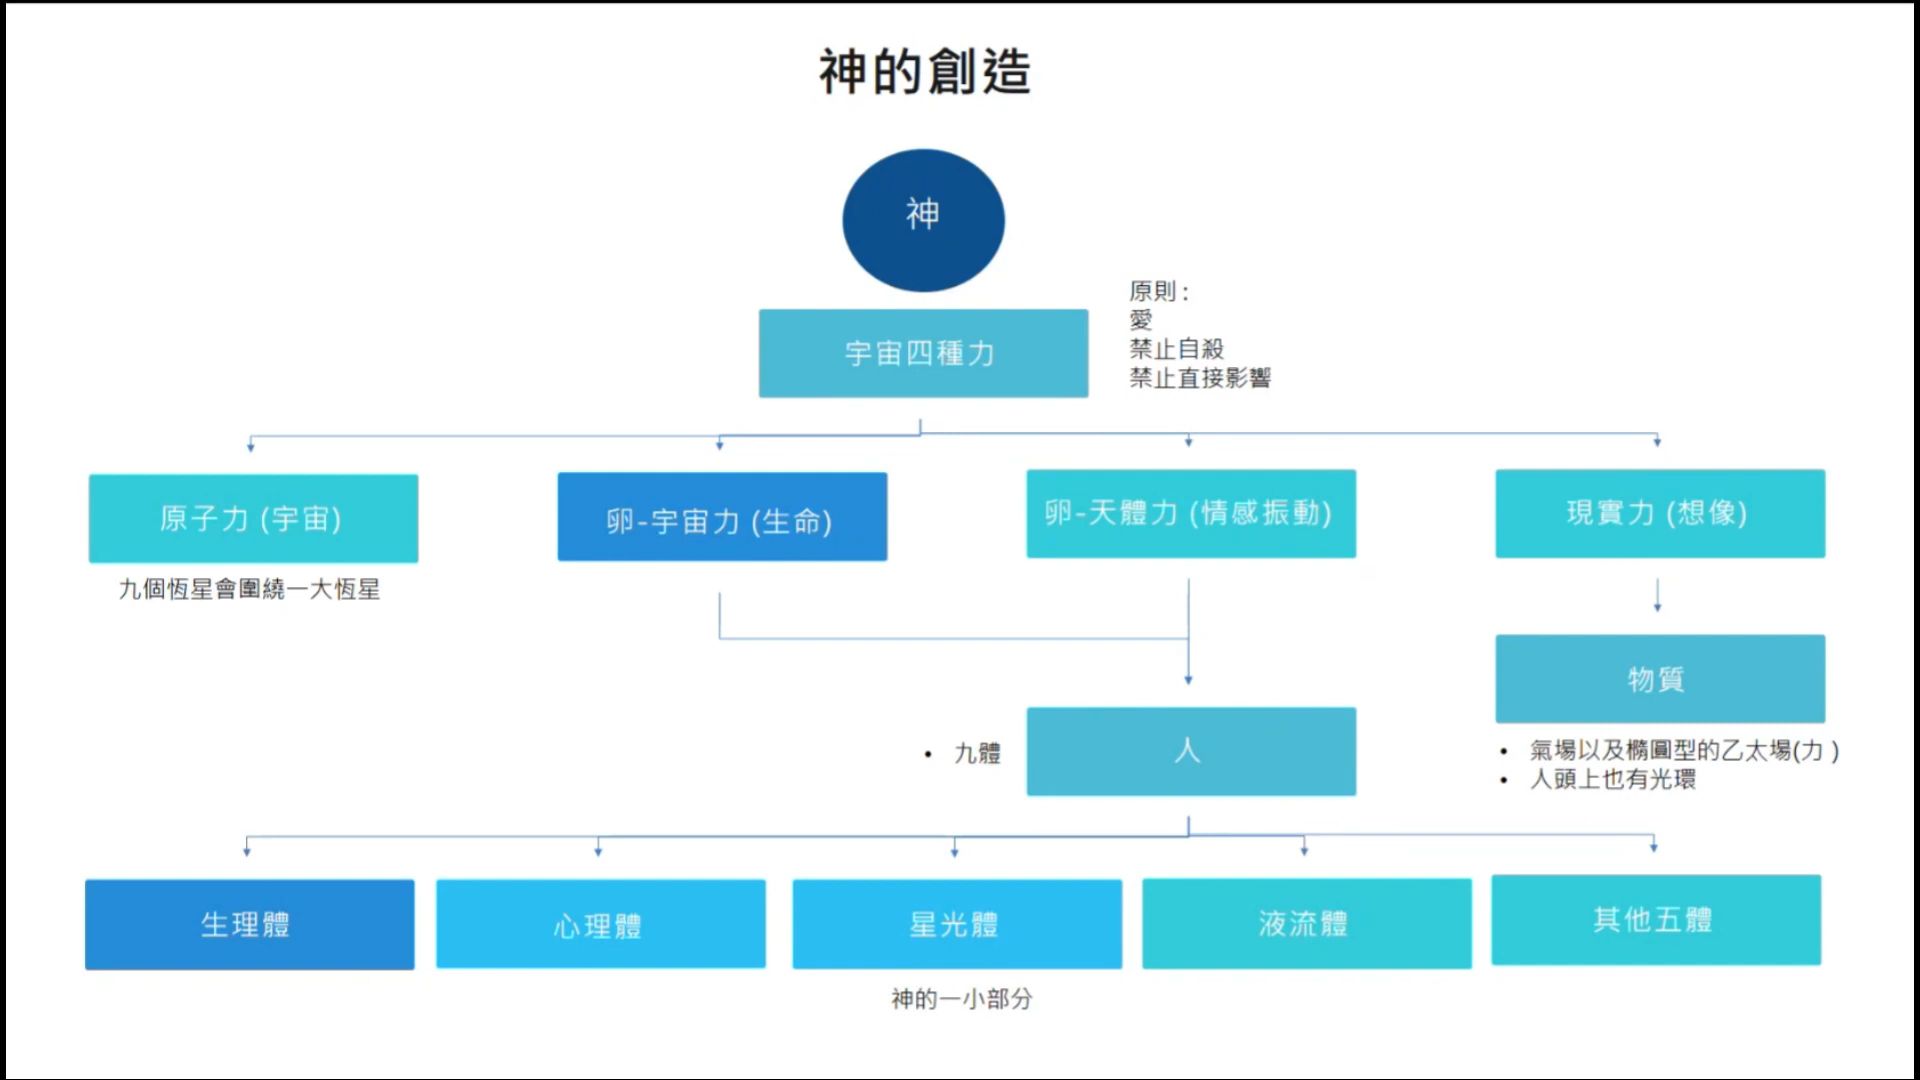 神的創造
神
宇宙四種力
原則 :
愛
禁止自殺
禁止直接影響
原子力 (宇宙)
卵-宇宙力 (生命)
卵-天體力 (情感振動)
現實力 (想像)
九個恆星會圍繞一大恆星
物質
• 九體
人
• 氣場以及橢圓型的乙太場(力 )
• 人頭上也有光環
生理體
心理體
星光體
液流體
其他五體
神的一小部分